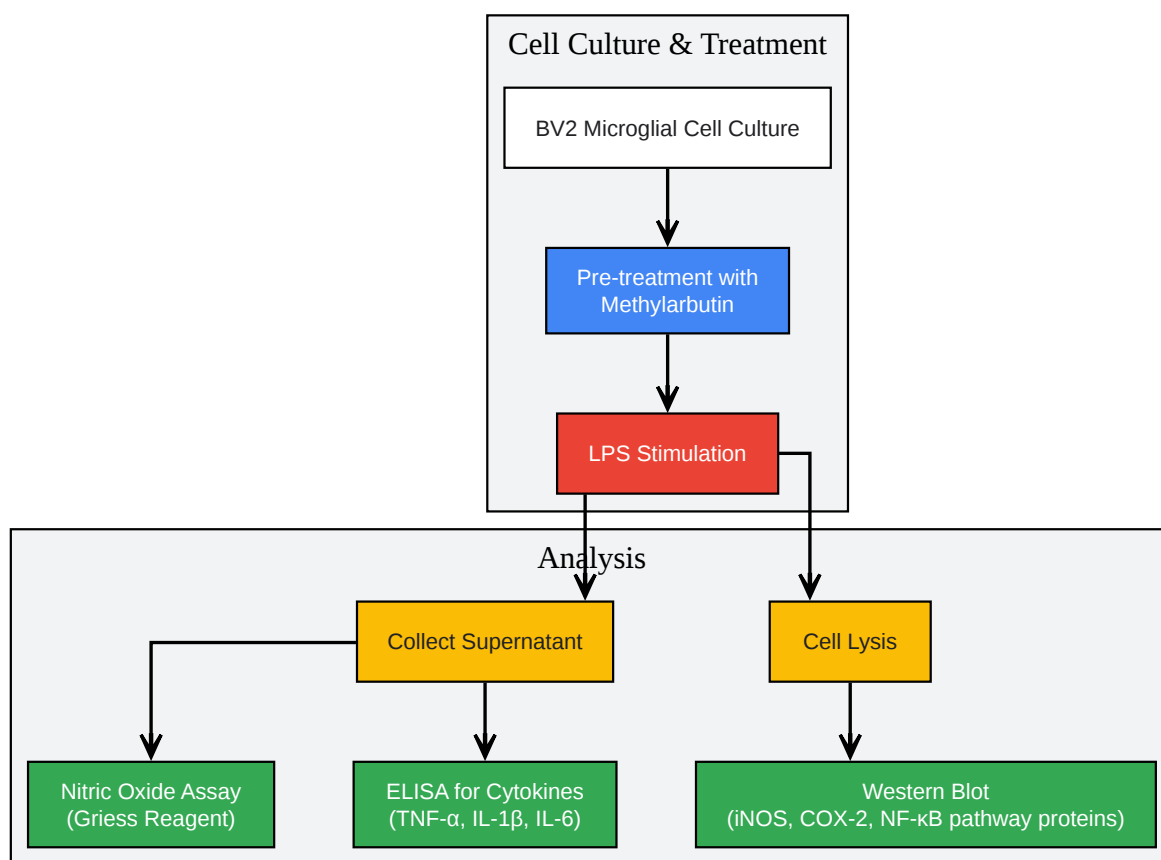 Cell Culture & Treatment
BV2 Microglial Cell Culture
Pre-treatment with
Methylarbutin
LPS Stimulation
Analysis
Collect Supernatant
Cell Lysis
Nitric Oxide Assay
(Griess Reagent)
ELISA for Cytokines
(TNF-α, IL-1β, IL-6)
Western Blot
(iNOS, COX-2, NF-κB pathway proteins)